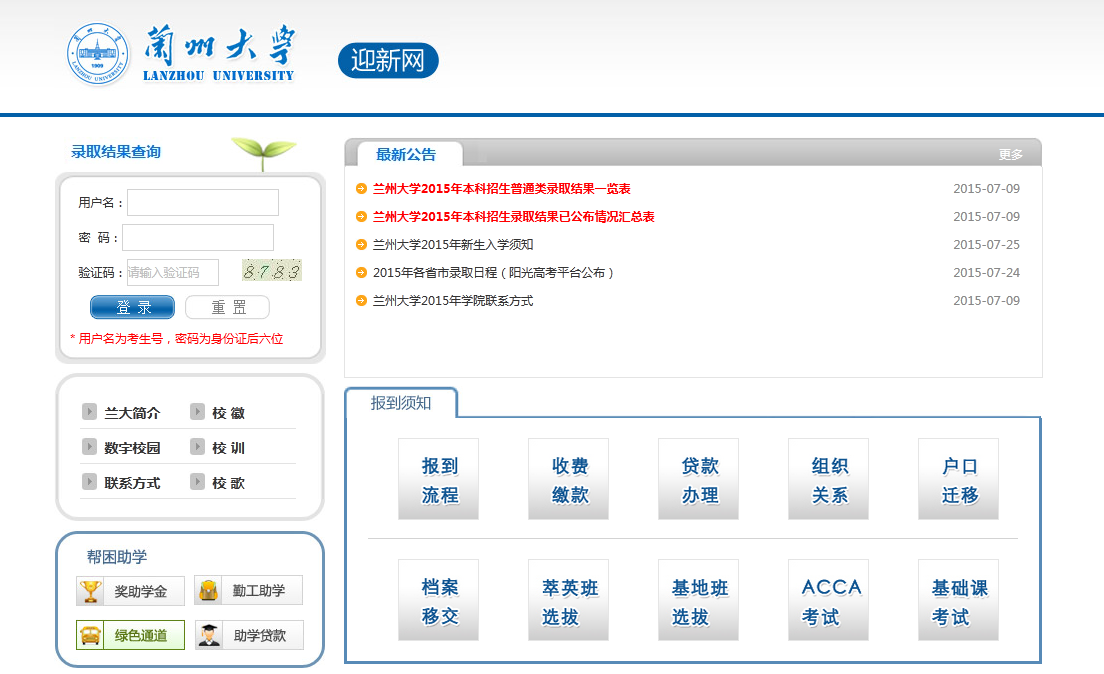 兰州大学
LANZHOU UNIVERSITY
1909
迎新网
录取结果查询
用户名：
密 码：
验证码：请输入验证码 8783
登 录 重 置
* 用户名为考生号，密码为身份证后六位
兰大简介 校 徽
数字校园 校 训
联系方式 校 歌
帮困助学
奖助学金 勤工助学
绿色通道 助学贷款
最新公告 更多
兰州大学2015年本科招生普通类录取结果一览表 2015-07-09
兰州大学2015年本科招生录取结果已公布情况汇总表 2015-07-09
兰州大学2015年新生入学须知 2015-07-25
2015年各省市录取日程（阳光高考平台公布） 2015-07-24
兰州大学2015年学院联系方式 2015-07-09
报到须知
报到
流程
收费
缴款
贷款
办理
组织
关系
户口
迁移
档案
移交
萃英班
选拔
基地班
选拔
ACCA
考试
基础课
考试